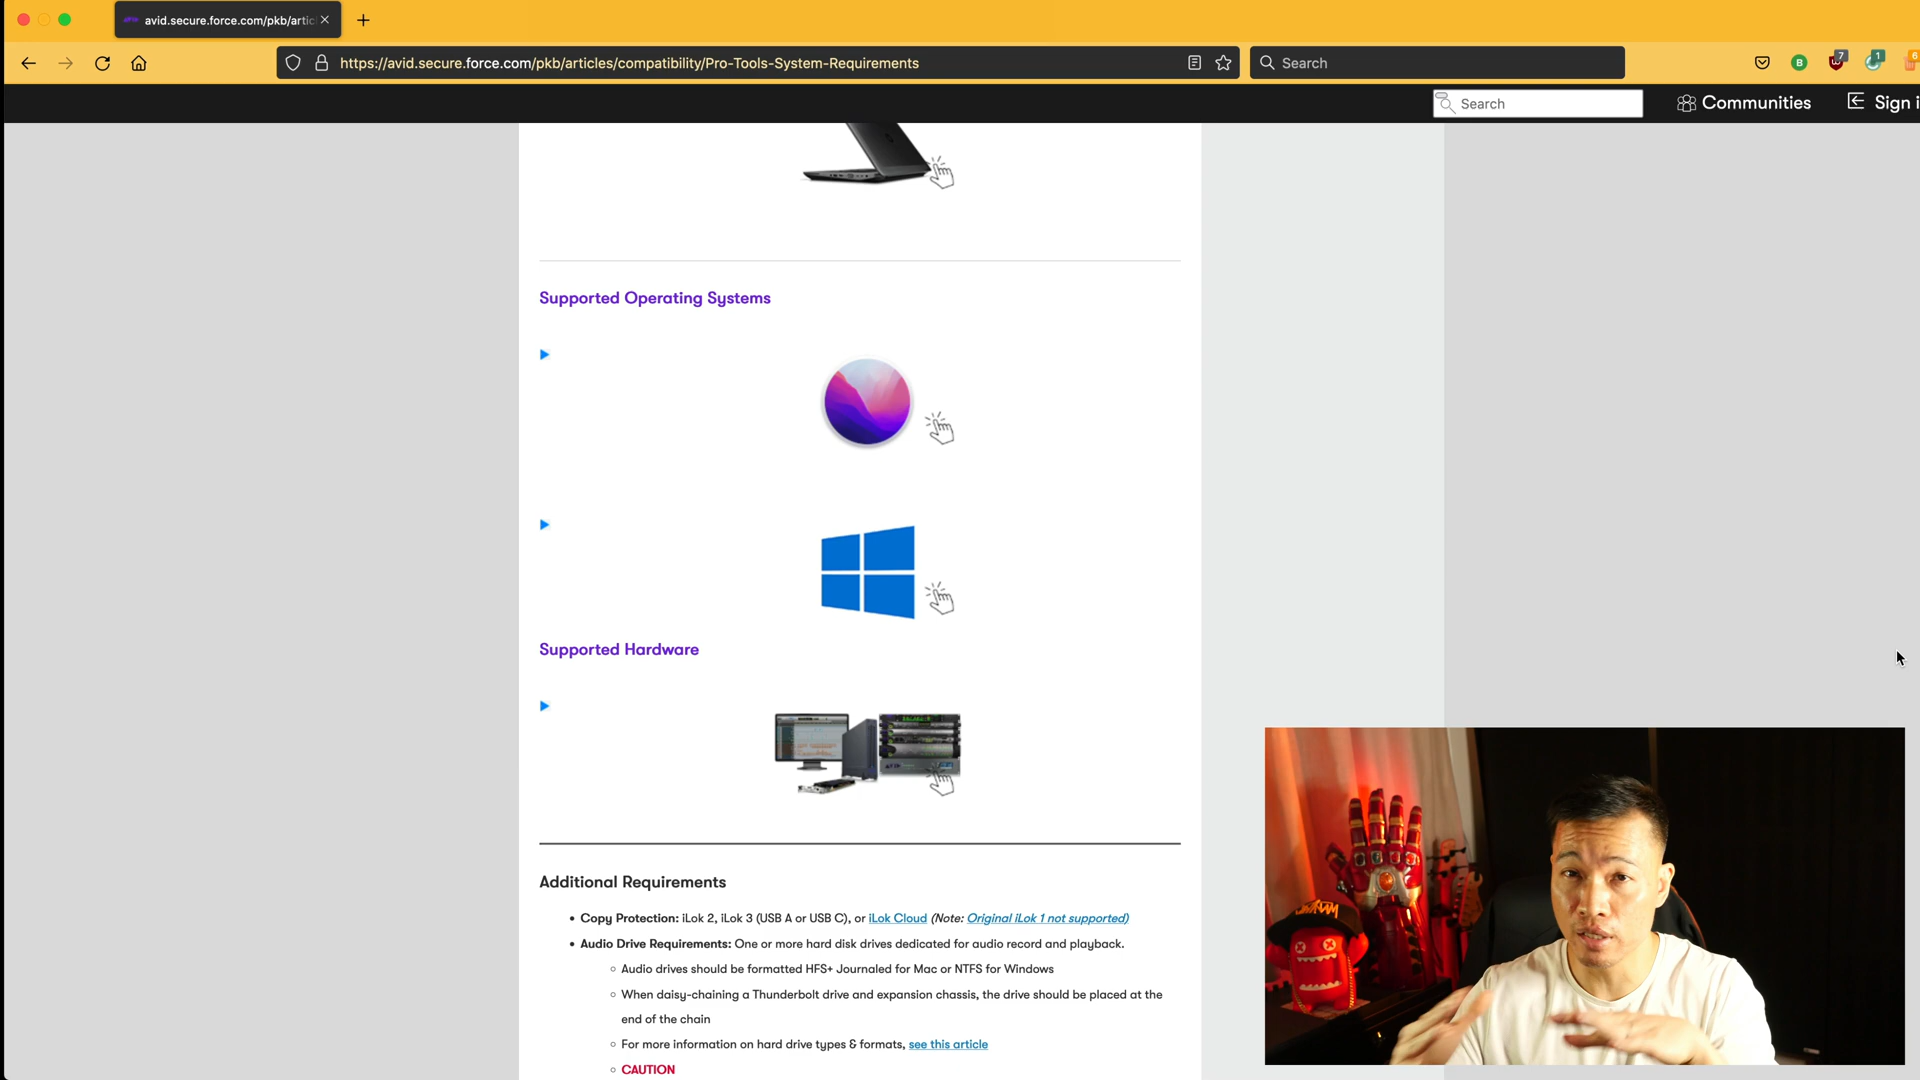 avid.secure.force.com/pkb/artic
https://avid.secure.force.com/pkb/articles/compatibility/Pro-Tools-System-Requirements
Search
B
7
1
6
Search
Communities
Sign i
Supported Operating Systems
Supported Hardware
Additional Requirements
• Copy Protection: iLok 2, iLok 3 (USB A or USB C), or iLok Cloud (Note: Original iLok 1 not supported)
• Audio Drive Requirements: One or more hard disk drives dedicated for audio record and playback.
○ Audio drives should be formatted HFS+ Journaled for Mac or NTFS for Windows
○ When daisy-chaining a Thunderbolt drive and expansion chassis, the drive should be placed at the
end of the chain
○ For more information on hard drive types & formats, see this article
○ CAUTION